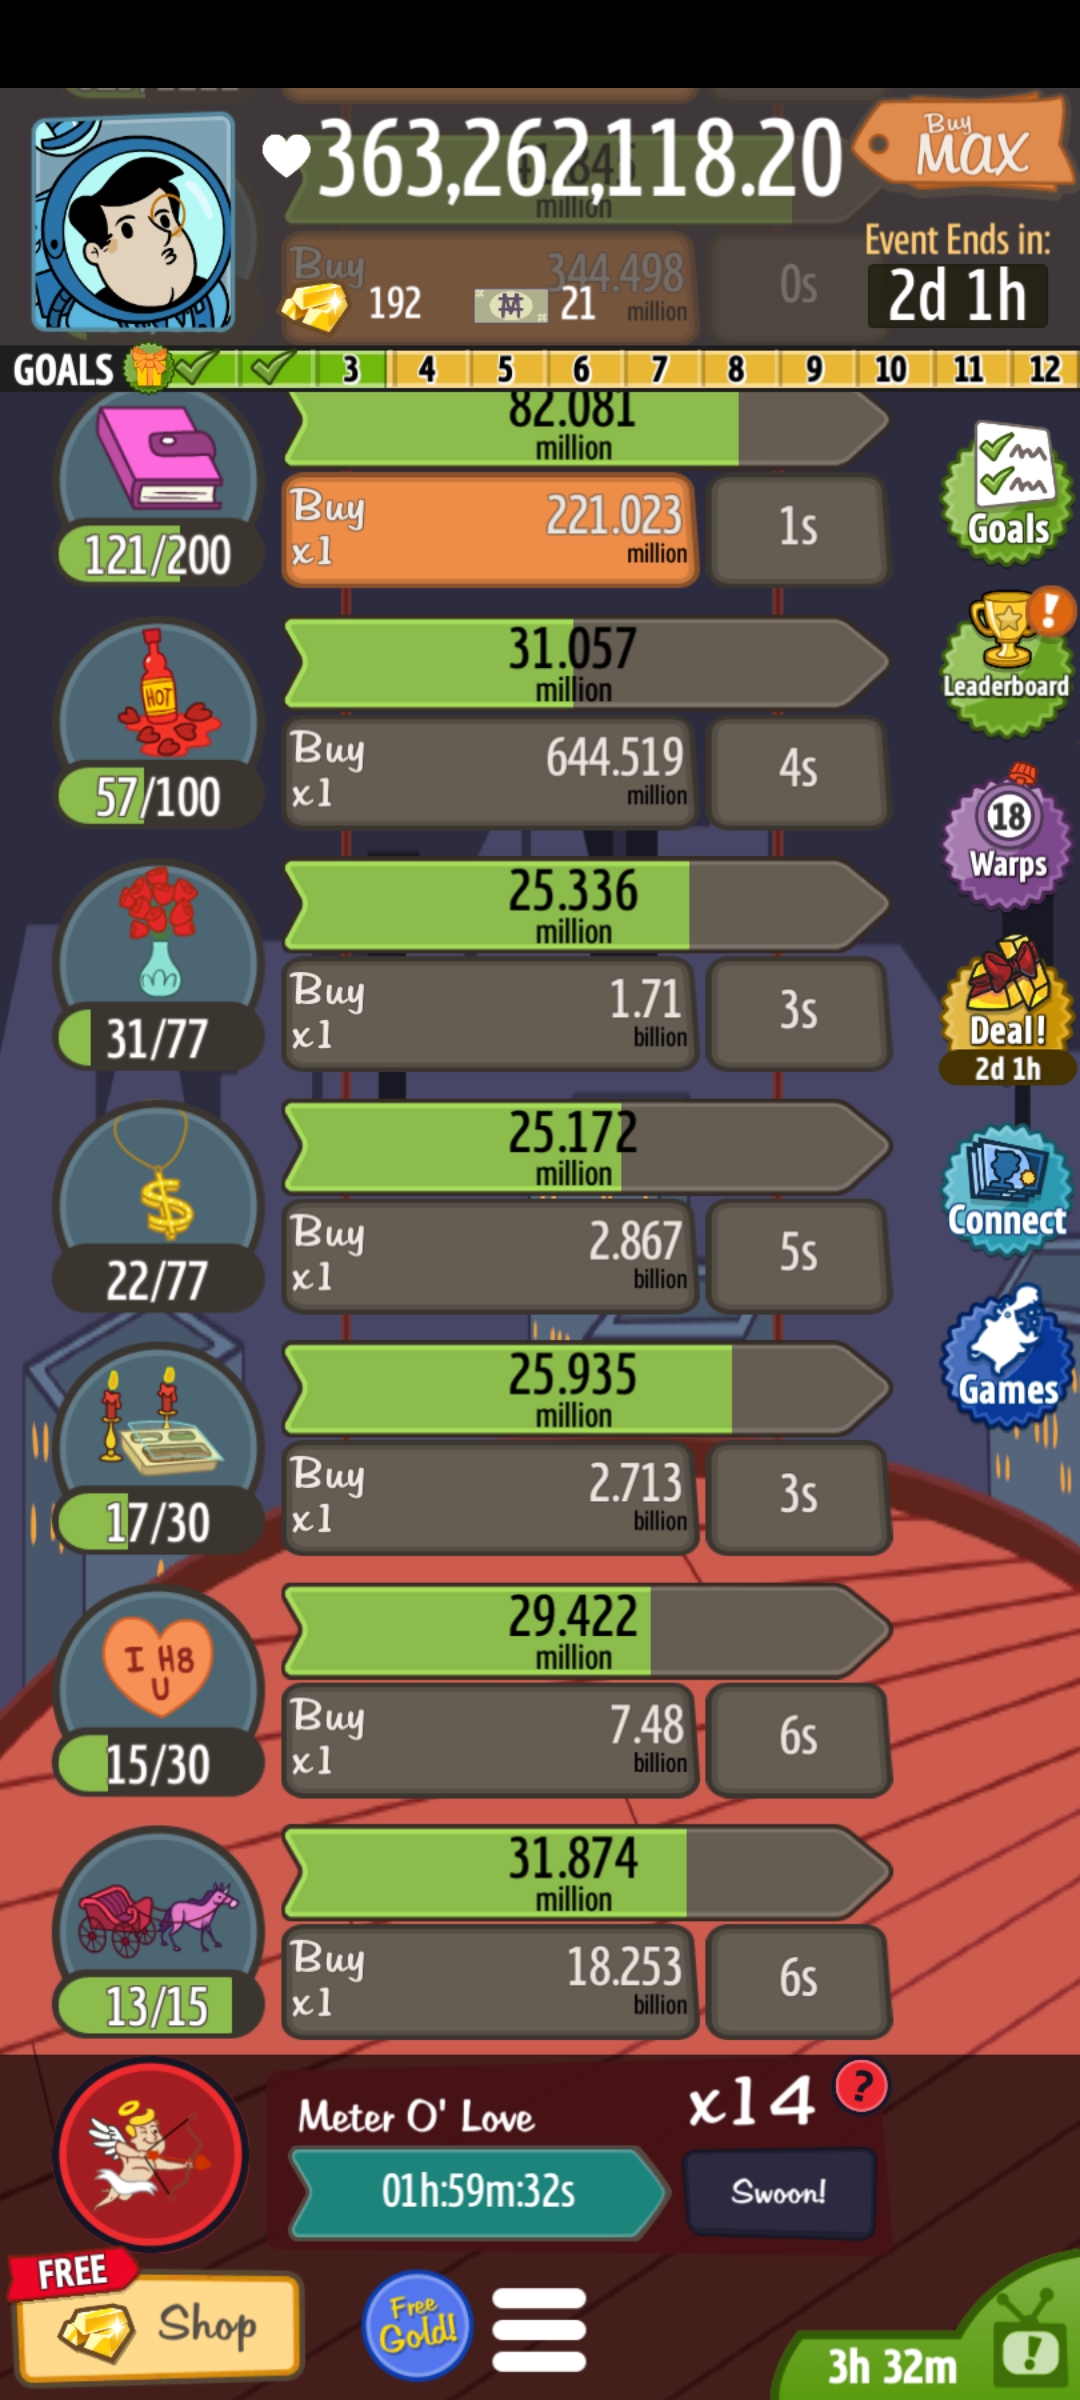 363,262,118.20
Buy
MAX
41.845
million
Event Ends in:
2d 1h
Buy
344.498
million
0s
192
21
GOALS
3 4 5 6 7 8 9 10 11 12
82.081
million
121/200
Buy
x1
221.023
million
1s
Goals
HOT
57/100
31.057
million
Buy
x1
644.519
million
4s
Leaderboard
31/77
25.336
million
Buy
x1
1.71
billion
3s
18
Warps
Deal!
2d 1h
22/77
25.172
million
Buy
x1
2.867
billion
5s
Connect
17/30
25.935
million
Buy
x1
2.713
billion
3s
Games
I H8
U
15/30
29.422
million
Buy
x1
7.48
billion
6s
13/15
31.874
million
Buy
x1
18.253
billion
6s
Meter O' Love
x14
?
01h:59m:32s
Swoon!
FREE
Shop
Free
Gold!
3h 32m